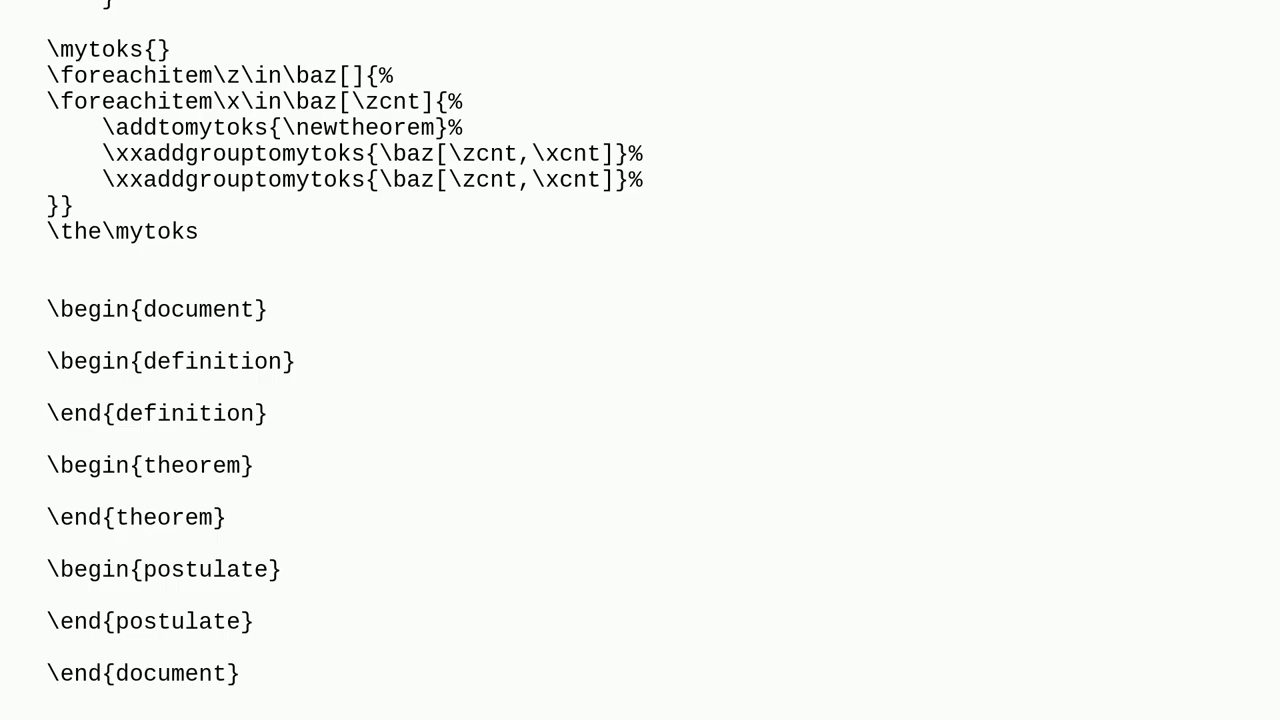 }
\mytoks{}
\foreachitem\z\in\baz[]{%
\foreachitem\x\in\baz[\zcnt]{%
    \addtomytoks{\newtheorem}%
    \xxaddgrouptomytoks{\baz[\zcnt,\xcnt]}%
    \xxaddgrouptomytoks{\baz[\zcnt,\xcnt]}%
}}
\the\mytoks
\begin{document}
\begin{definition}
\end{definition}
\begin{theorem}
\end{theorem}
\begin{postulate}
\end{postulate}
\end{document}